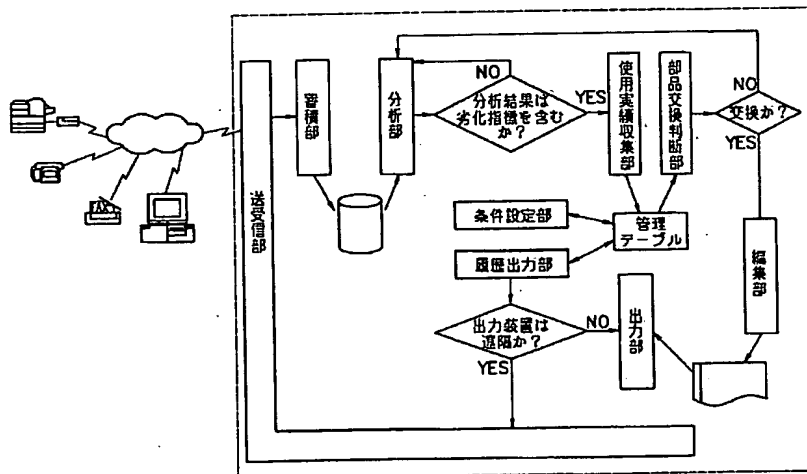 送受信部
蓄積部
分析部
NO
分析結果は
劣化指標を含む
か?
YES
使用実績収集部
部品交換判断部
NO
交換か?
YES
条件設定部
管理
テーブル
履歴出力部
編集部
出力装置は
遠隔か?
NO
YES
出力部